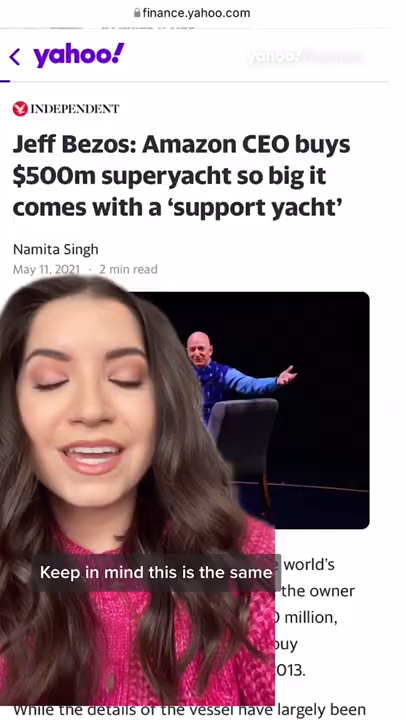 finance.yahoo.com
yahoo!
yahoo!
INDEPENDENT
Jeff Bezos: Amazon CEO buys
$500m superyacht so big it
comes with a ‘support yacht’
Namita Singh
May 11, 2021 · 2 min read
Keep in mind this is the same
world's
the owner
million,
buy
013.
While the details of the vessel have largely been